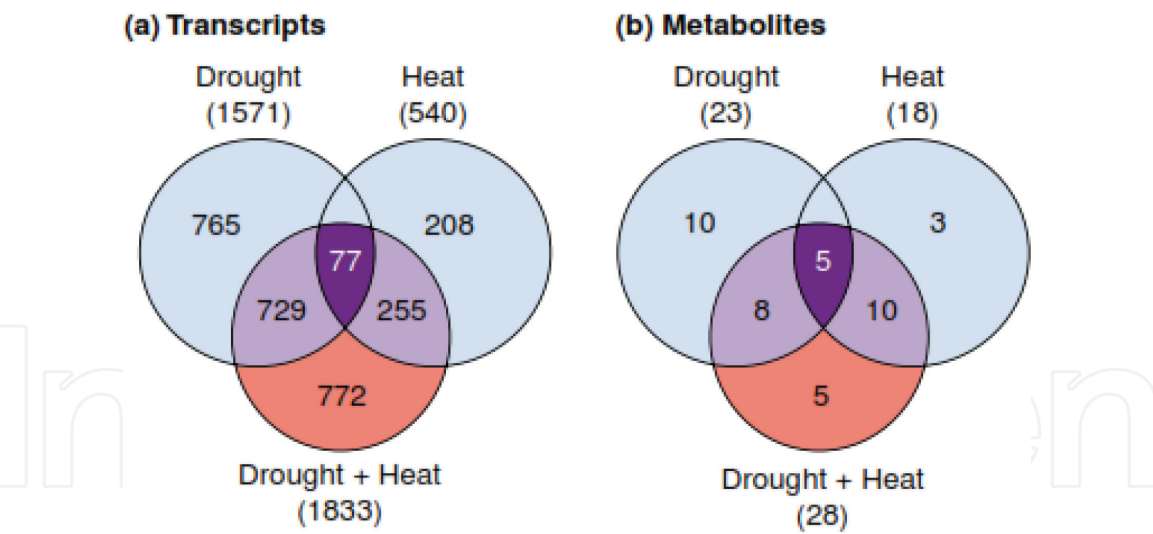 (a) Transcripts
Drought
(1571)
Heat
(540)
765
208
77
729
255
772
Drought + Heat
(1833)
(b) Metabolites
Drought
(23)
Heat
(18)
10
3
5
8
10
5
Drought + Heat
(28)